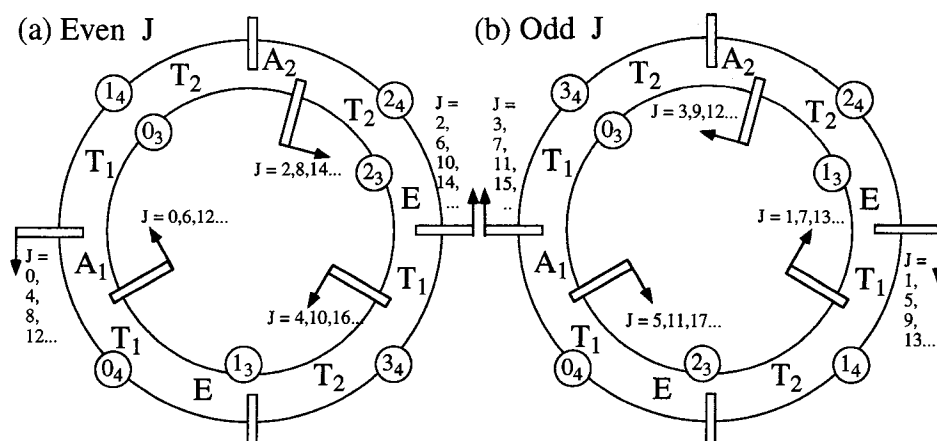 (a) Even J
(b) Odd J
T₂
A₂
1₄
2₄
0₃
T₂
T₁
J = 2,8,14...
2₃
E
J = 0,6,12...
A₁
T₁
J =
0,
4,
8,
12...
J = 4,10,16...
T₁
0₄
1₃
E
T₂
3₄
J =
2,
6,
10,
14,
...
J =
3,
7,
11,
15,
..
T₂
A₂
3₄
2₄
0₃
T₂
T₁
J = 3,9,12...
1₃
E
J = 1,7,13...
A₁
T₁
J = 5,11,17...
J =
1,
5,
9,
13...
T₁
0₄
2₃
E
T₂
1₄